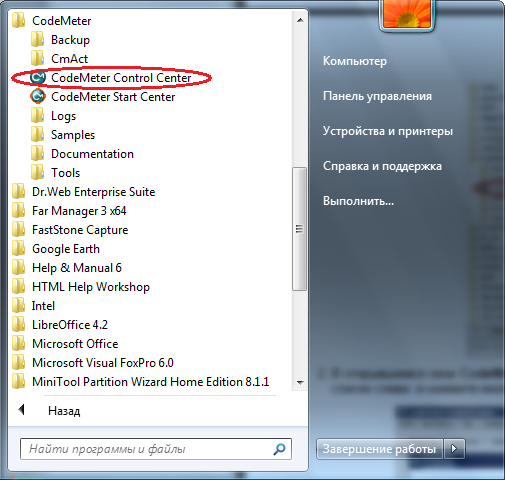 CodeMeter
Backup
CmAct
CodeMeter Control Center
CodeMeter Start Center
Logs
Samples
Documentation
Tools
Dr.Web Enterprise Suite
Far Manager 3 x64
FastStone Capture
Google Earth
Help & Manual 6
HTML Help Workshop
Intel
LibreOffice 4.2
Microsoft Office
Microsoft Visual FoxPro 6.0
MiniTool Partition Wizard Home Edition 8.1.1
Назад
Найти программы и файлы
Компьютер
Панель управления
Устройства и принтеры
Справка и поддержка
Выполнить...
Завершение работы